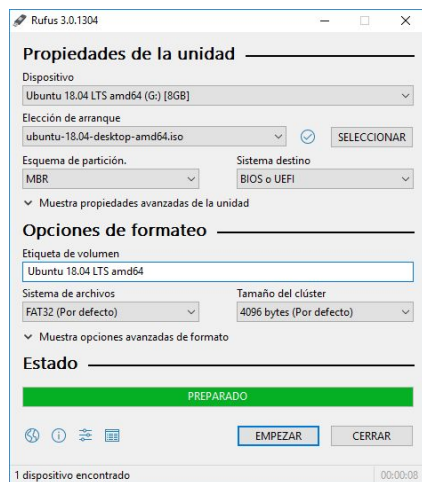 Rufus 3.0.1304
Propiedades de la unidad
Dispositivo
Ubuntu 18.04 LTS amd64 (G:) [8GB]
Elección de arranque
ubuntu-18.04-desktop-amd64.iso
SELECCIONAR
Esquema de partición.
Sistema destino
MBR
BIOS o UEFI
Muestra propiedades avanzadas de la unidad
Opciones de formateo
Etiqueta de volumen
Ubuntu 18.04 LTS amd64
Sistema de archivos
Tamaño del clúster
FAT32 (Por defecto)
4096 bytes (Por defecto)
Muestra opciones avanzadas de formato
Estado
PREPARADO
EMPEZAR
CERRAR
1 dispositivo encontrado
00:00:08